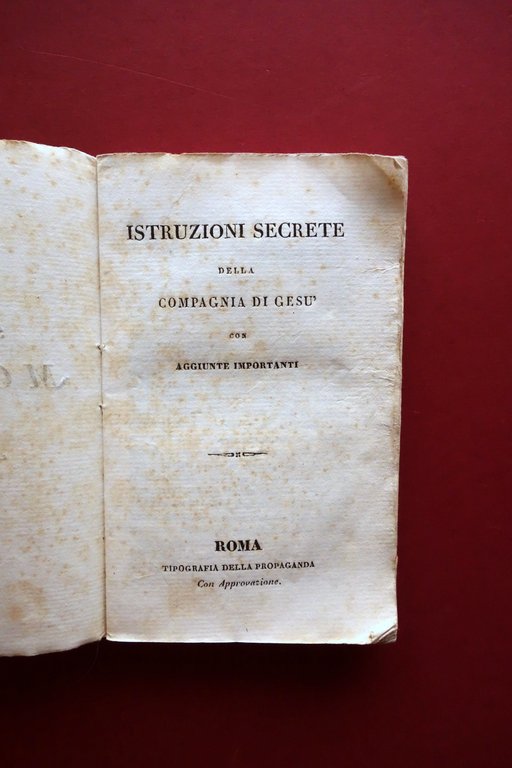 ISTRUZIONI SECRETE
DELLA
COMPAGNIA DI GESU'
CON
AGGIUNTE IMPORTANTI
ROMA
TIPOGRAFIA DELLA PROPAGANDA
Con Approvazione.